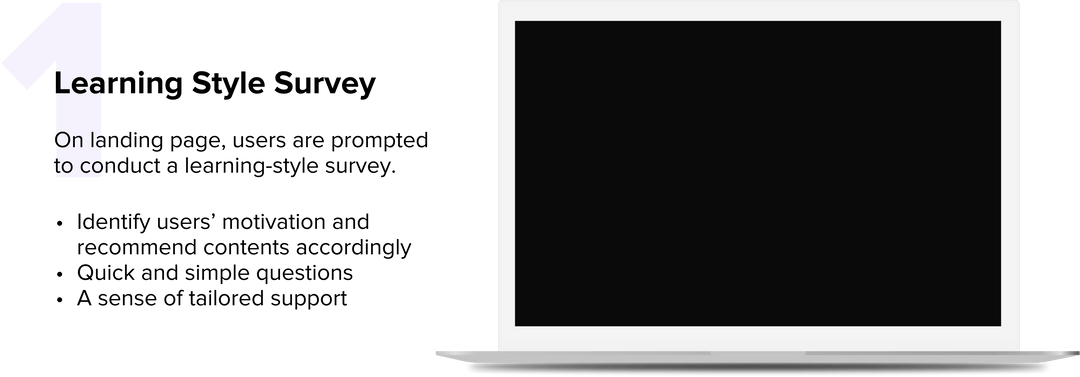 1
Learning Style Survey
On landing page, users are prompted
to conduct a learning-style survey.
• Identify users’ motivation and
recommend contents accordingly
• Quick and simple questions
• A sense of tailored support